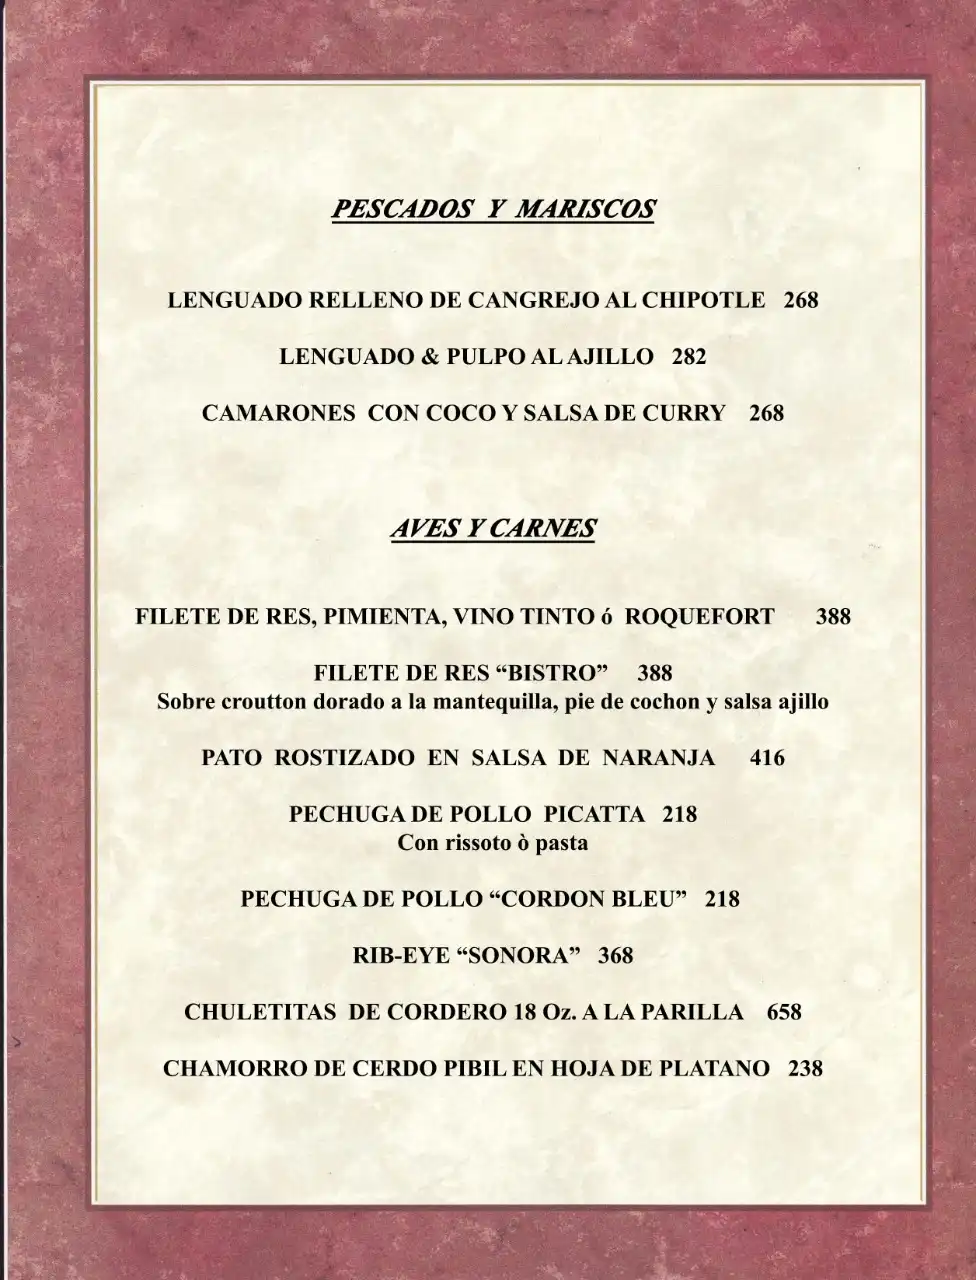 PESCADOS Y MARISCOS
LENGUADO RELLENO DE CANGREJO AL CHIPOTLE 268
LENGUADO & PULPO AL AJILLO 282
CAMARONES CON COCO Y SALSA DE CURRY 268
AVES Y CARNES
FILETE DE RES, PIMIENTA, VINO TINTO ó ROQUEFORT 388
FILETE DE RES “BISTRO” 388
Sobre croutton dorado a la mantequilla, pie de cochon y salsa ajillo
PATO ROSTIZADO EN SALSA DE NARANJA 416
PECHUGA DE POLLO PICATTA 218
Con rissoto ò pasta
PECHUGA DE POLLO “CORDON BLEU” 218
RIB-EYE “SONORA” 368
CHULETITAS DE CORDERO 18 Oz. A LA PARILLA 658
CHAMORRO DE CERDO PIBIL EN HOJA DE PLATANO 238